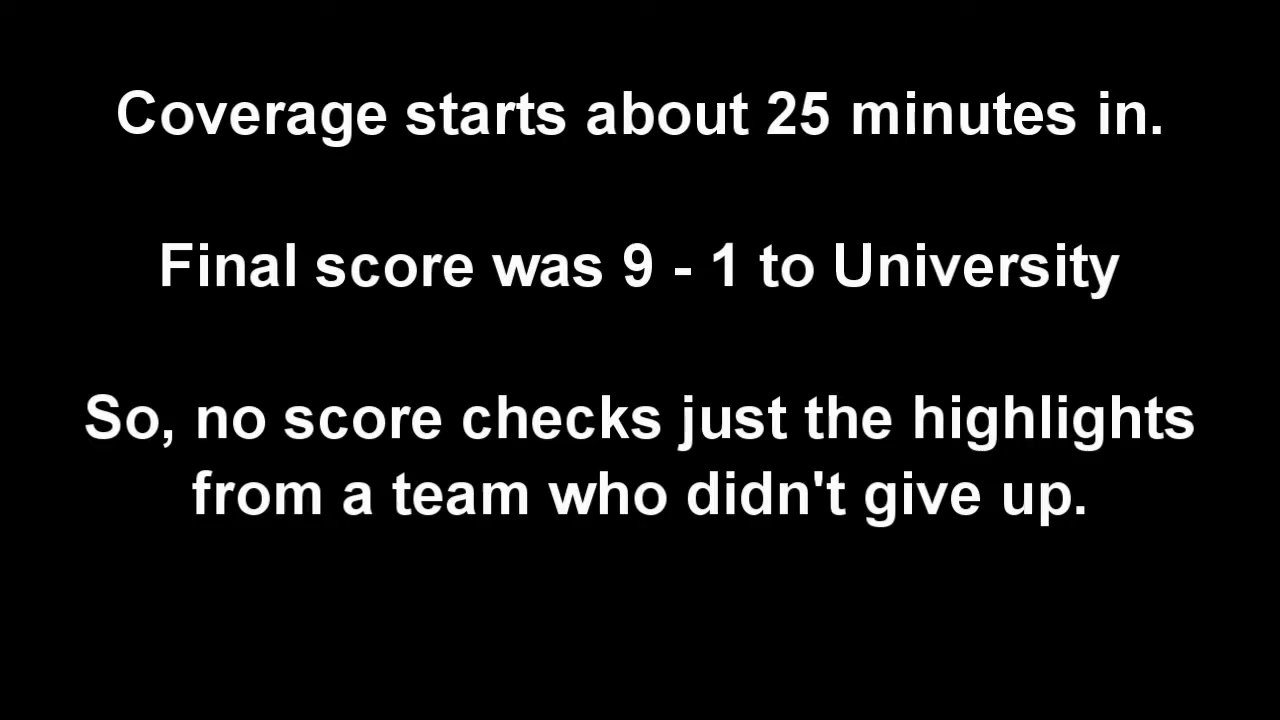 Coverage starts about 25 minutes in.
Final score was 9 - 1 to University
So, no score checks just the highlights
from a team who didn't give up.